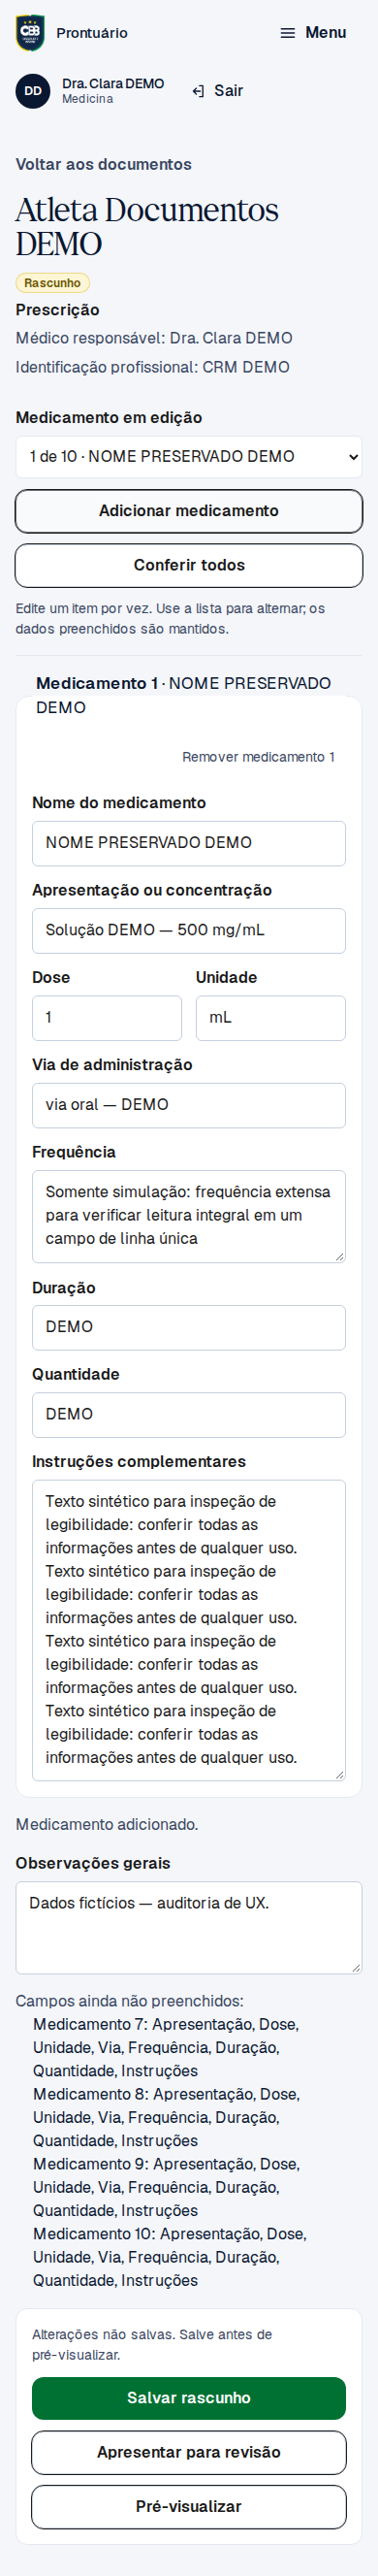 CBB
Prontuário
Menu
DD
Dra. Clara DEMO
Medicina
Sair
Voltar aos documentos
Atleta Documentos
DEMO
Rascunho
Prescrição
Médico responsável: Dra. Clara DEMO
Identificação profissional: CRM DEMO
Medicamento em edição
1 de 10 · NOME PRESERVADO DEMO
Adicionar medicamento
Conferir todos
Edite um item por vez. Use a lista para alternar; os
dados preenchidos são mantidos.
Medicamento 1 · NOME PRESERVADO
DEMO
Remover medicamento 1
Nome do medicamento
NOME PRESERVADO DEMO
Apresentação ou concentração
Solução DEMO — 500 mg/mL
Dose
Unidade
1
mL
Via de administração
via oral — DEMO
Frequência
Somente simulação: frequência extensa
para verificar leitura integral em um
campo de linha única
Duração
DEMO
Quantidade
DEMO
Instruções complementares
Texto sintético para inspeção de
legibilidade: conferir todas as
informações antes de qualquer uso.
Texto sintético para inspeção de
legibilidade: conferir todas as
informações antes de qualquer uso.
Texto sintético para inspeção de
legibilidade: conferir todas as
informações antes de qualquer uso.
Texto sintético para inspeção de
legibilidade: conferir todas as
informações antes de qualquer uso.
Medicamento adicionado.
Observações gerais
Dados fictícios — auditoria de UX.
Campos ainda não preenchidos:
Medicamento 7: Apresentação, Dose,
Unidade, Via, Frequência, Duração,
Quantidade, Instruções
Medicamento 8: Apresentação, Dose,
Unidade, Via, Frequência, Duração,
Quantidade, Instruções
Medicamento 9: Apresentação, Dose,
Unidade, Via, Frequência, Duração,
Quantidade, Instruções
Medicamento 10: Apresentação, Dose,
Unidade, Via, Frequência, Duração,
Quantidade, Instruções
Alterações não salvas. Salve antes de
pré-visualizar.
Salvar rascunho
Apresentar para revisão
Pré-visualizar